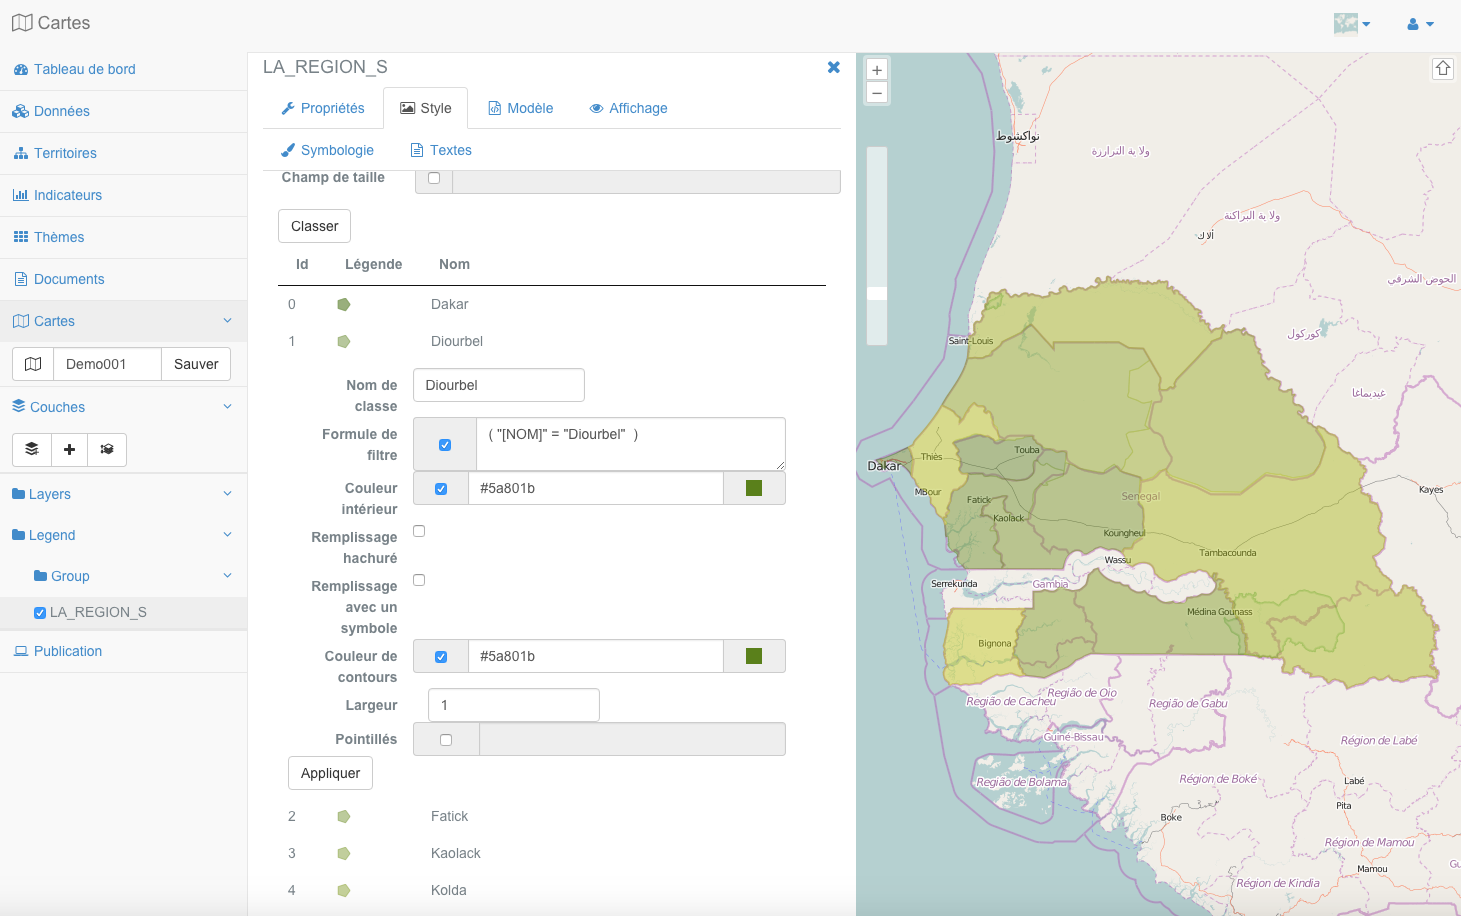 Cartes
Tableau de bord
Données
Territoires
Indicateurs
Thèmes
Documents
Cartes
Demo001
Sauver
Couches
Layers
Legend
Group
LA_REGION_S
Publication
LA_REGION_S
Propriétés
Style
Modèle
Affichage
Symbologie
Textes
Champ de taille
Classer
Id Légende Nom
0 Dakar
1 Diourbel
Nom de
classe
Diourbel
Formule de
filtre
( "[NOM]" = "Diourbel" )
Couleur
intérieur
#5a801b
Remplissage
hachuré
Remplissage
avec un
symbole
Couleur de
contours
#5a801b
Largeur
1
Pointillés
Appliquer
2 Fatick
3 Kaolack
4 Kolda
+
−
نواكشوط
ولاية الترارزة
ولاية البراكنة
ألاك
الحوض الشرقي
كوركول
غيديماغا
Saint-Louis
Dakar
Thiès
Touba
MBour
Fatick
Kaolack
Senegal
Koungheul
Kayes
Tambacounda
Wassu
Serrekunda
Gambia
Médina Gounass
Bignona
Região de Cacheu
Região de Oio
Região de Gabu
Guiné-Bissau
Região de Bolama
Région de Labé
Région de Boké
Labé
Pita
Boke
Région de Mamou
Mamou
Gu
Région de Kindia